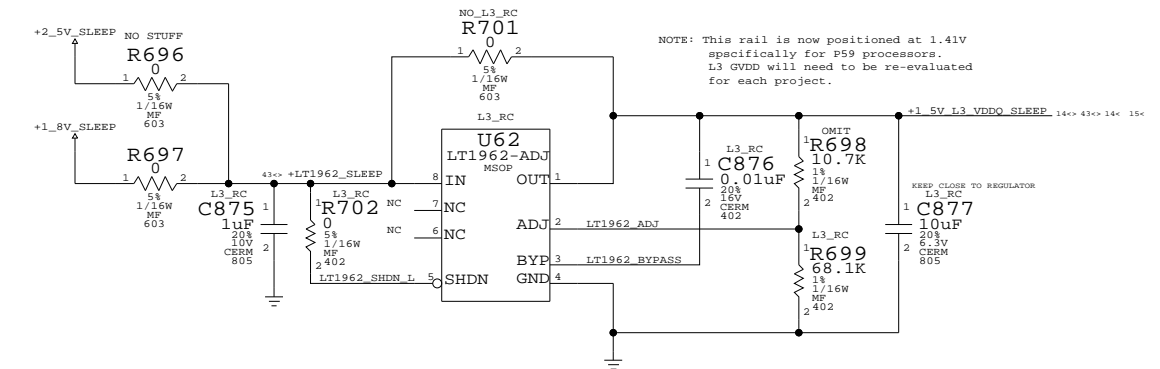 +2_5V_SLEEP
NO STUFF
R696
0
1
2
5%
1/16W
MF
603
+1_8V_SLEEP
R697
0
1
2
5%
1/16W
MF
603
NO_L3_RC
R701
0
1
2
5%
1/16W
MF
603
NOTE: This rail is now positioned at 1.41V
spscifically for P59 processors.
L3 GVDD will need to be re-evaluated
for each project.
43<> +LT1962_SLEEP
L3_RC
C875
1uF
20%
10V
CERM
805
1
2
L3_RC
R702
0
5%
1/16W
MF
402
1
2
LT1962_SHDN_L
NC
NC
L3_RC
U62
LT1962-ADJ
MSOP
8 IN
OUT 1
7 NC
6 NC
ADJ 2
BYP 3
5 SHDN
GND 4
LT1962_ADJ
LT1962_BYPASS
L3_RC
C876
0.01uF
20%
16V
CERM
402
1
2
OMIT
R698
10.7K
1%
1/16W
MF
402
1
2
L3_RC
R699
68.1K
1%
1/16W
MF
402
1
2
+1_5V_L3_VDDQ_SLEEP 14<> 43<> 14< 15<
KEEP CLOSE TO REGULATOR
L3_RC
C877
10uF
20%
6.3V
CERM
805
1
2